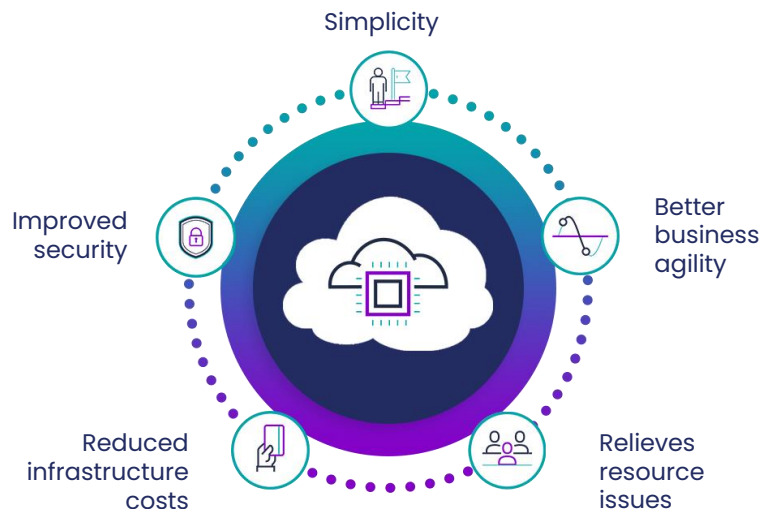 Simplicity
Improved
security
Better
business
agility
Reduced
infrastructure
costs
Relieves
resource
issues